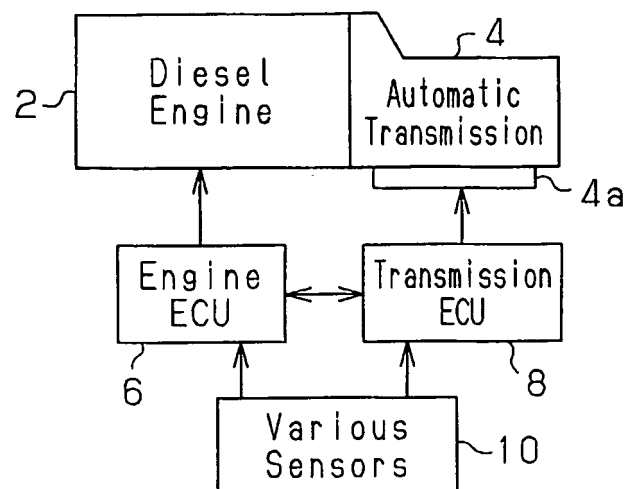 4
2
Diesel
Engine
Automatic
Transmission
4a
Engine
ECU
Transmission
ECU
6
8
Various
Sensors
10